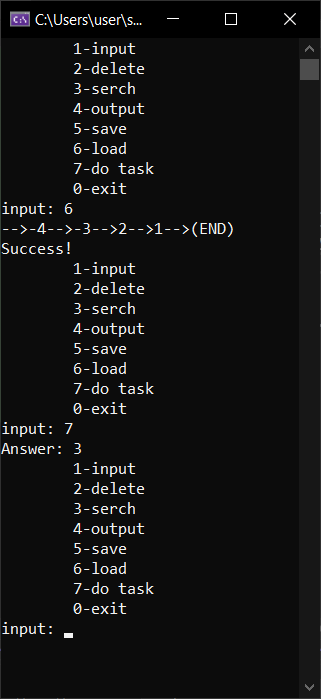 C:\Users\user\s...
1-input
2-delete
3-serch
4-output
5-save
6-load
7-do task
0-exit
input: 6
-->-4-->-3-->2-->1-->(END)
Success!
1-input
2-delete
3-serch
4-output
5-save
6-load
7-do task
0-exit
input: 7
Answer: 3
1-input
2-delete
3-serch
4-output
5-save
6-load
7-do task
0-exit
input: